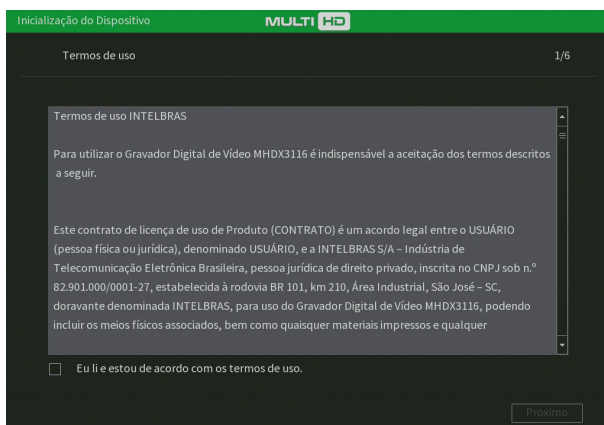 Inicialização do Dispositivo
MULTI HD
Termos de uso
1/6
Termos de uso INTELBRAS
Para utilizar o Gravador Digital de Vídeo MHDX3116 é indispensável a aceitação dos termos descritos
a seguir.
Este contrato de licença de uso de Produto (CONTRATO) é um acordo legal entre o USUÁRIO
(pessoa física ou jurídica), denominado USUÁRIO, e a INTELBRAS S/A – Indústria de
Telecomunicação Eletrônica Brasileira, pessoa jurídica de direito privado, inscrita no CNPJ sob n.º
82.901.000/0001-27, estabelecida à rodovia BR 101, km 210, Área Industrial, São José – SC,
doravante denominada INTELBRAS, para uso do Gravador Digital de Vídeo MHDX3116, podendo
incluir os meios físicos associados, bem como quaisquer materiais impressos e qualquer
Eu li e estou de acordo com os termos de uso.
Próximo